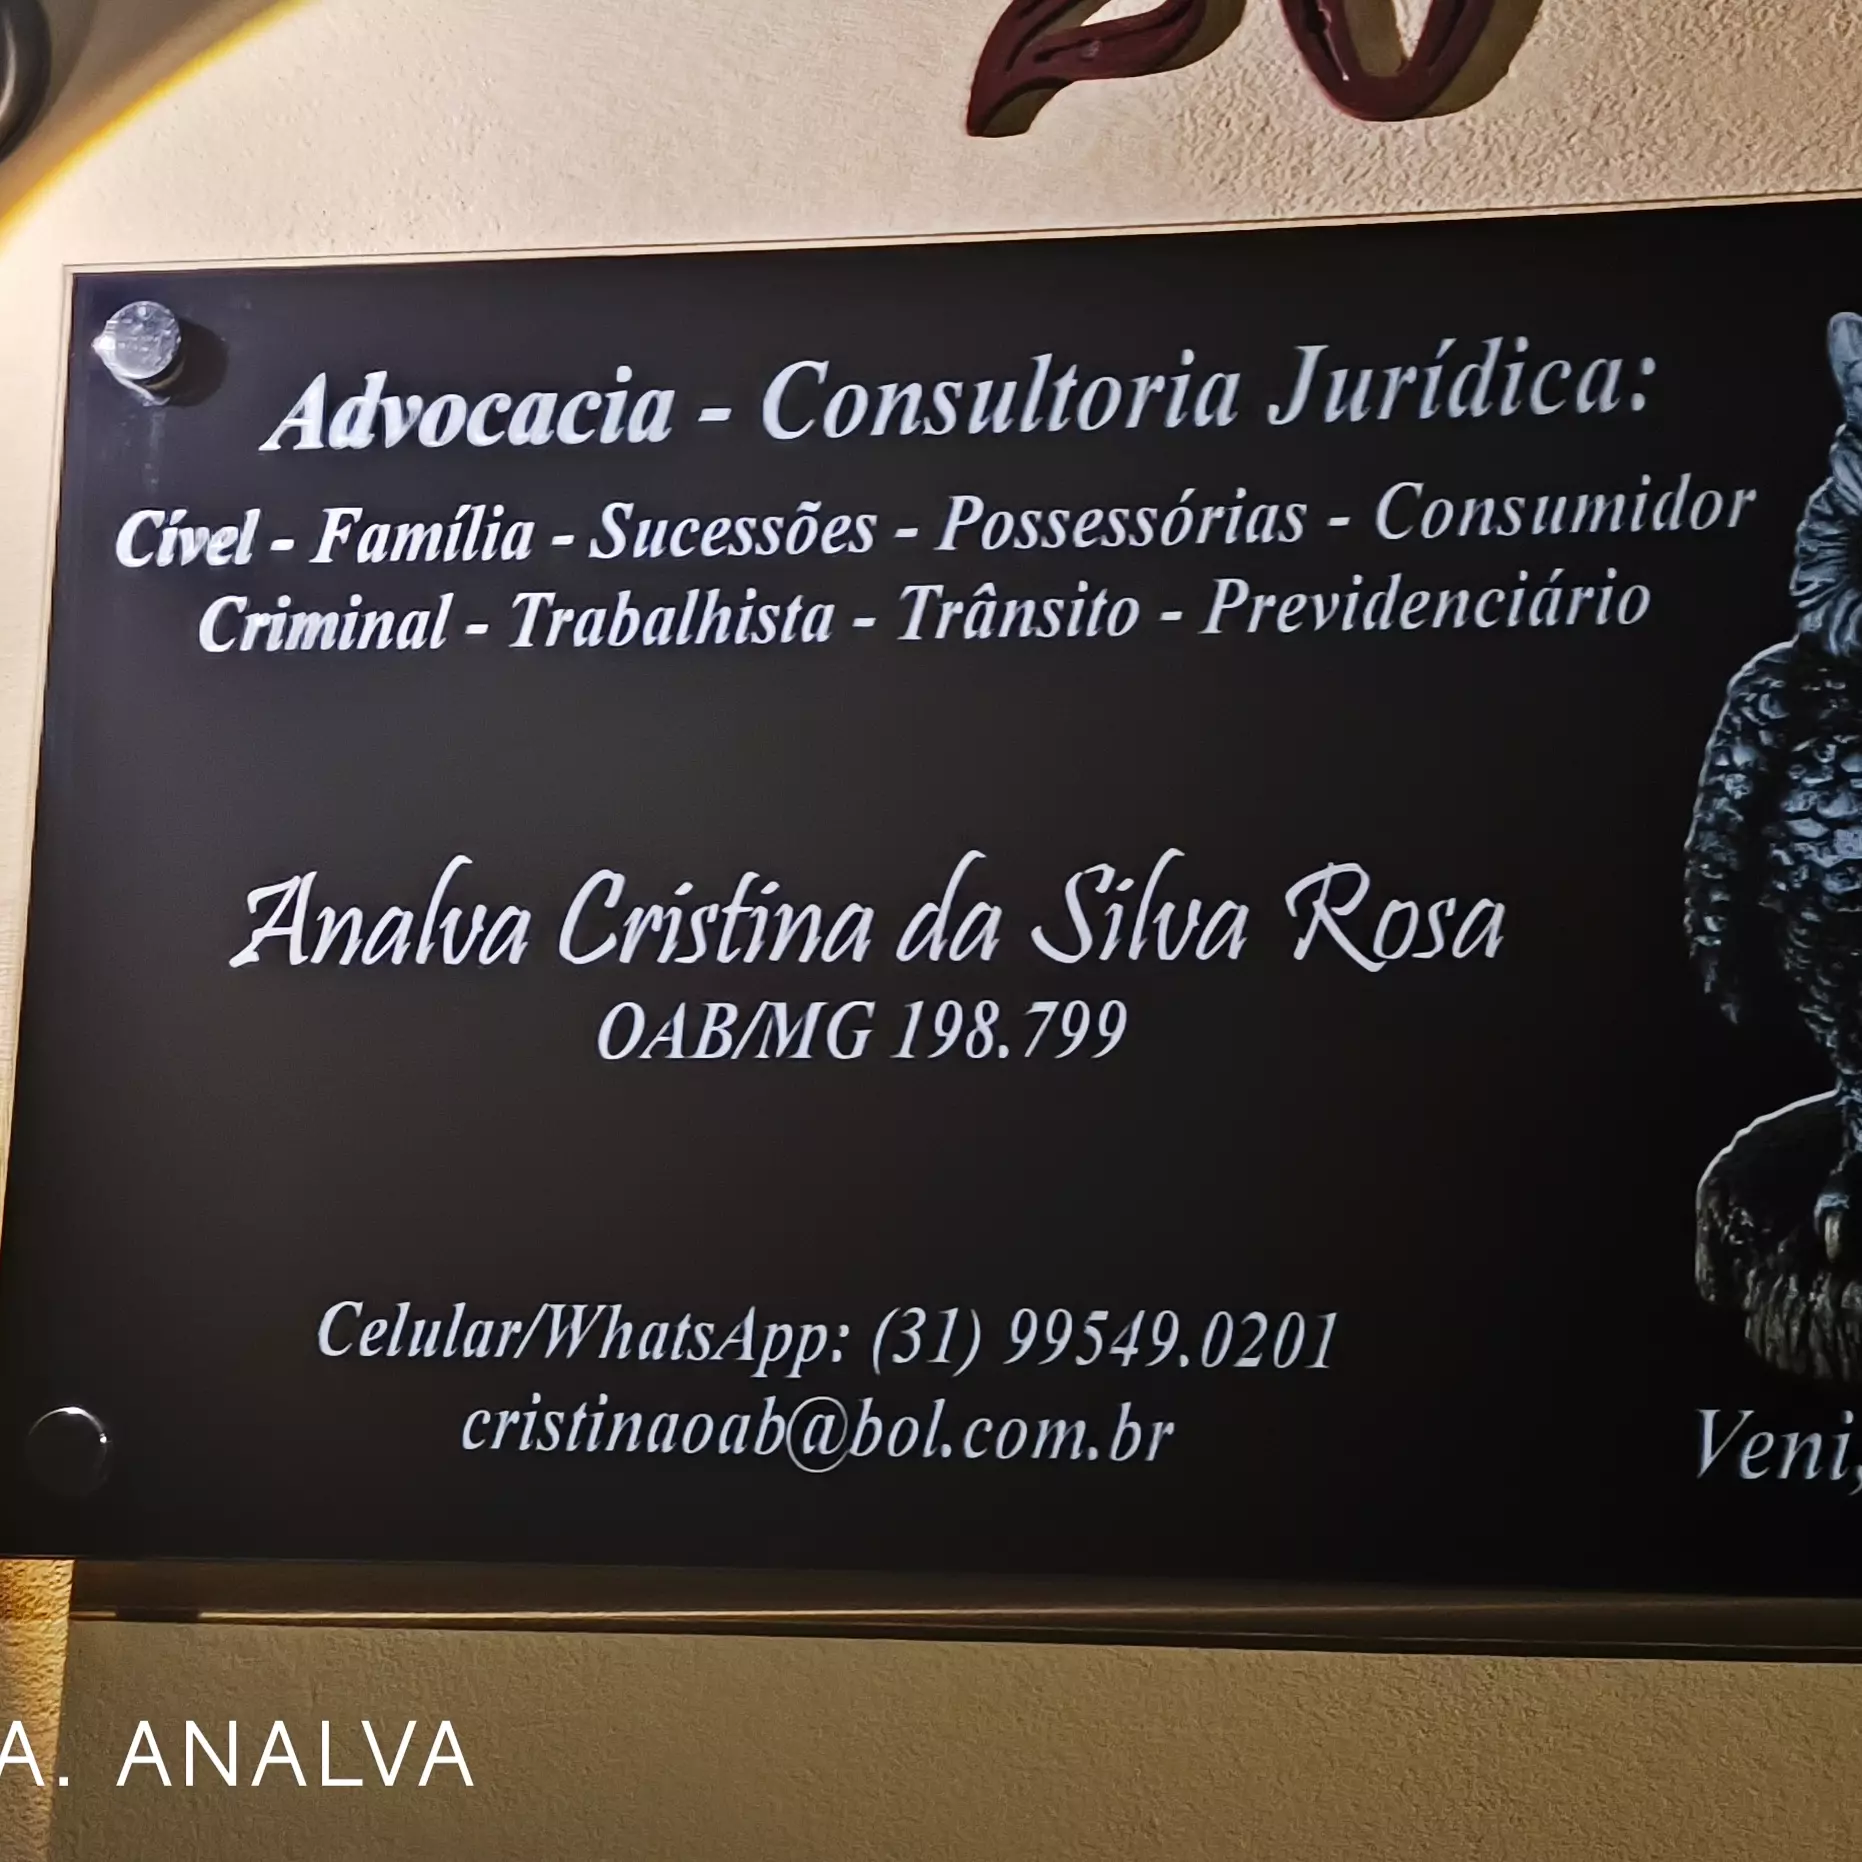 20
Advocacia - Consultoria Jurídica:
Cível - Família - Sucessões - Possessórias - Consumidor
Criminal - Trabalhista - Trânsito - Previdenciário
Analva Cristina da Silva Rosa
OAB/MG 198.799
Celular/WhatsApp: (31) 99549.0201
cristinaoab@bol.com.br
Veni,
A. ANALVA